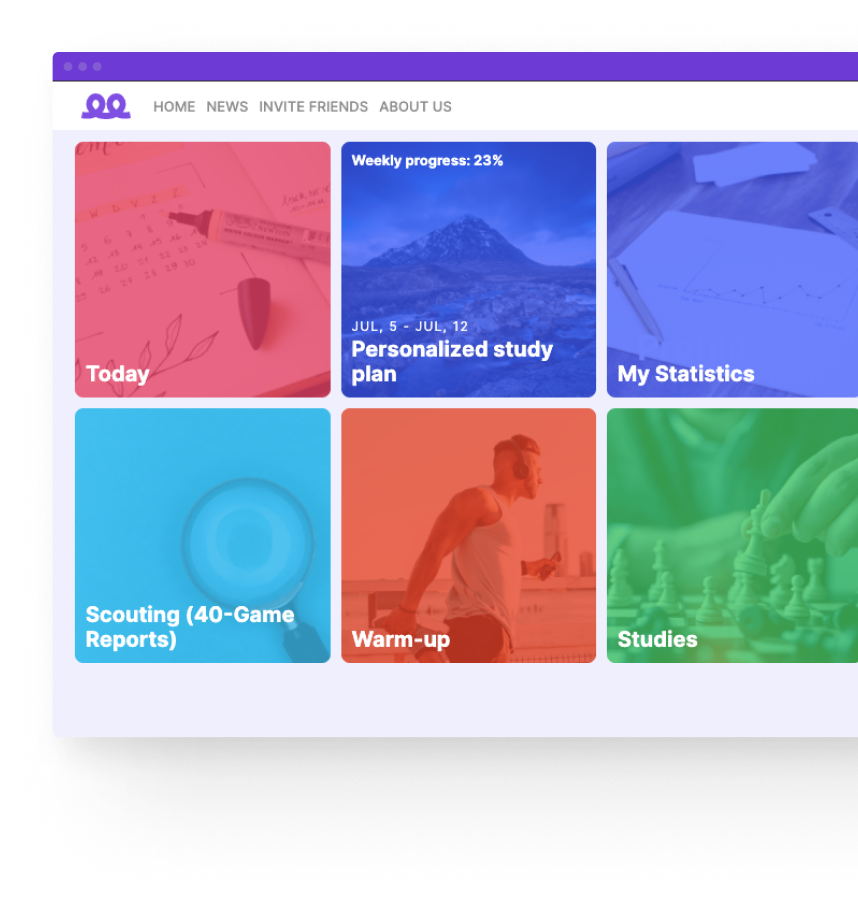 HOME NEWS INVITE FRIENDS ABOUT US
Today
Weekly progress: 23%
JUL, 5 - JUL, 12
Personalized study
plan
My Statistics
Scouting (40-Game
Reports)
Warm-up
Studies